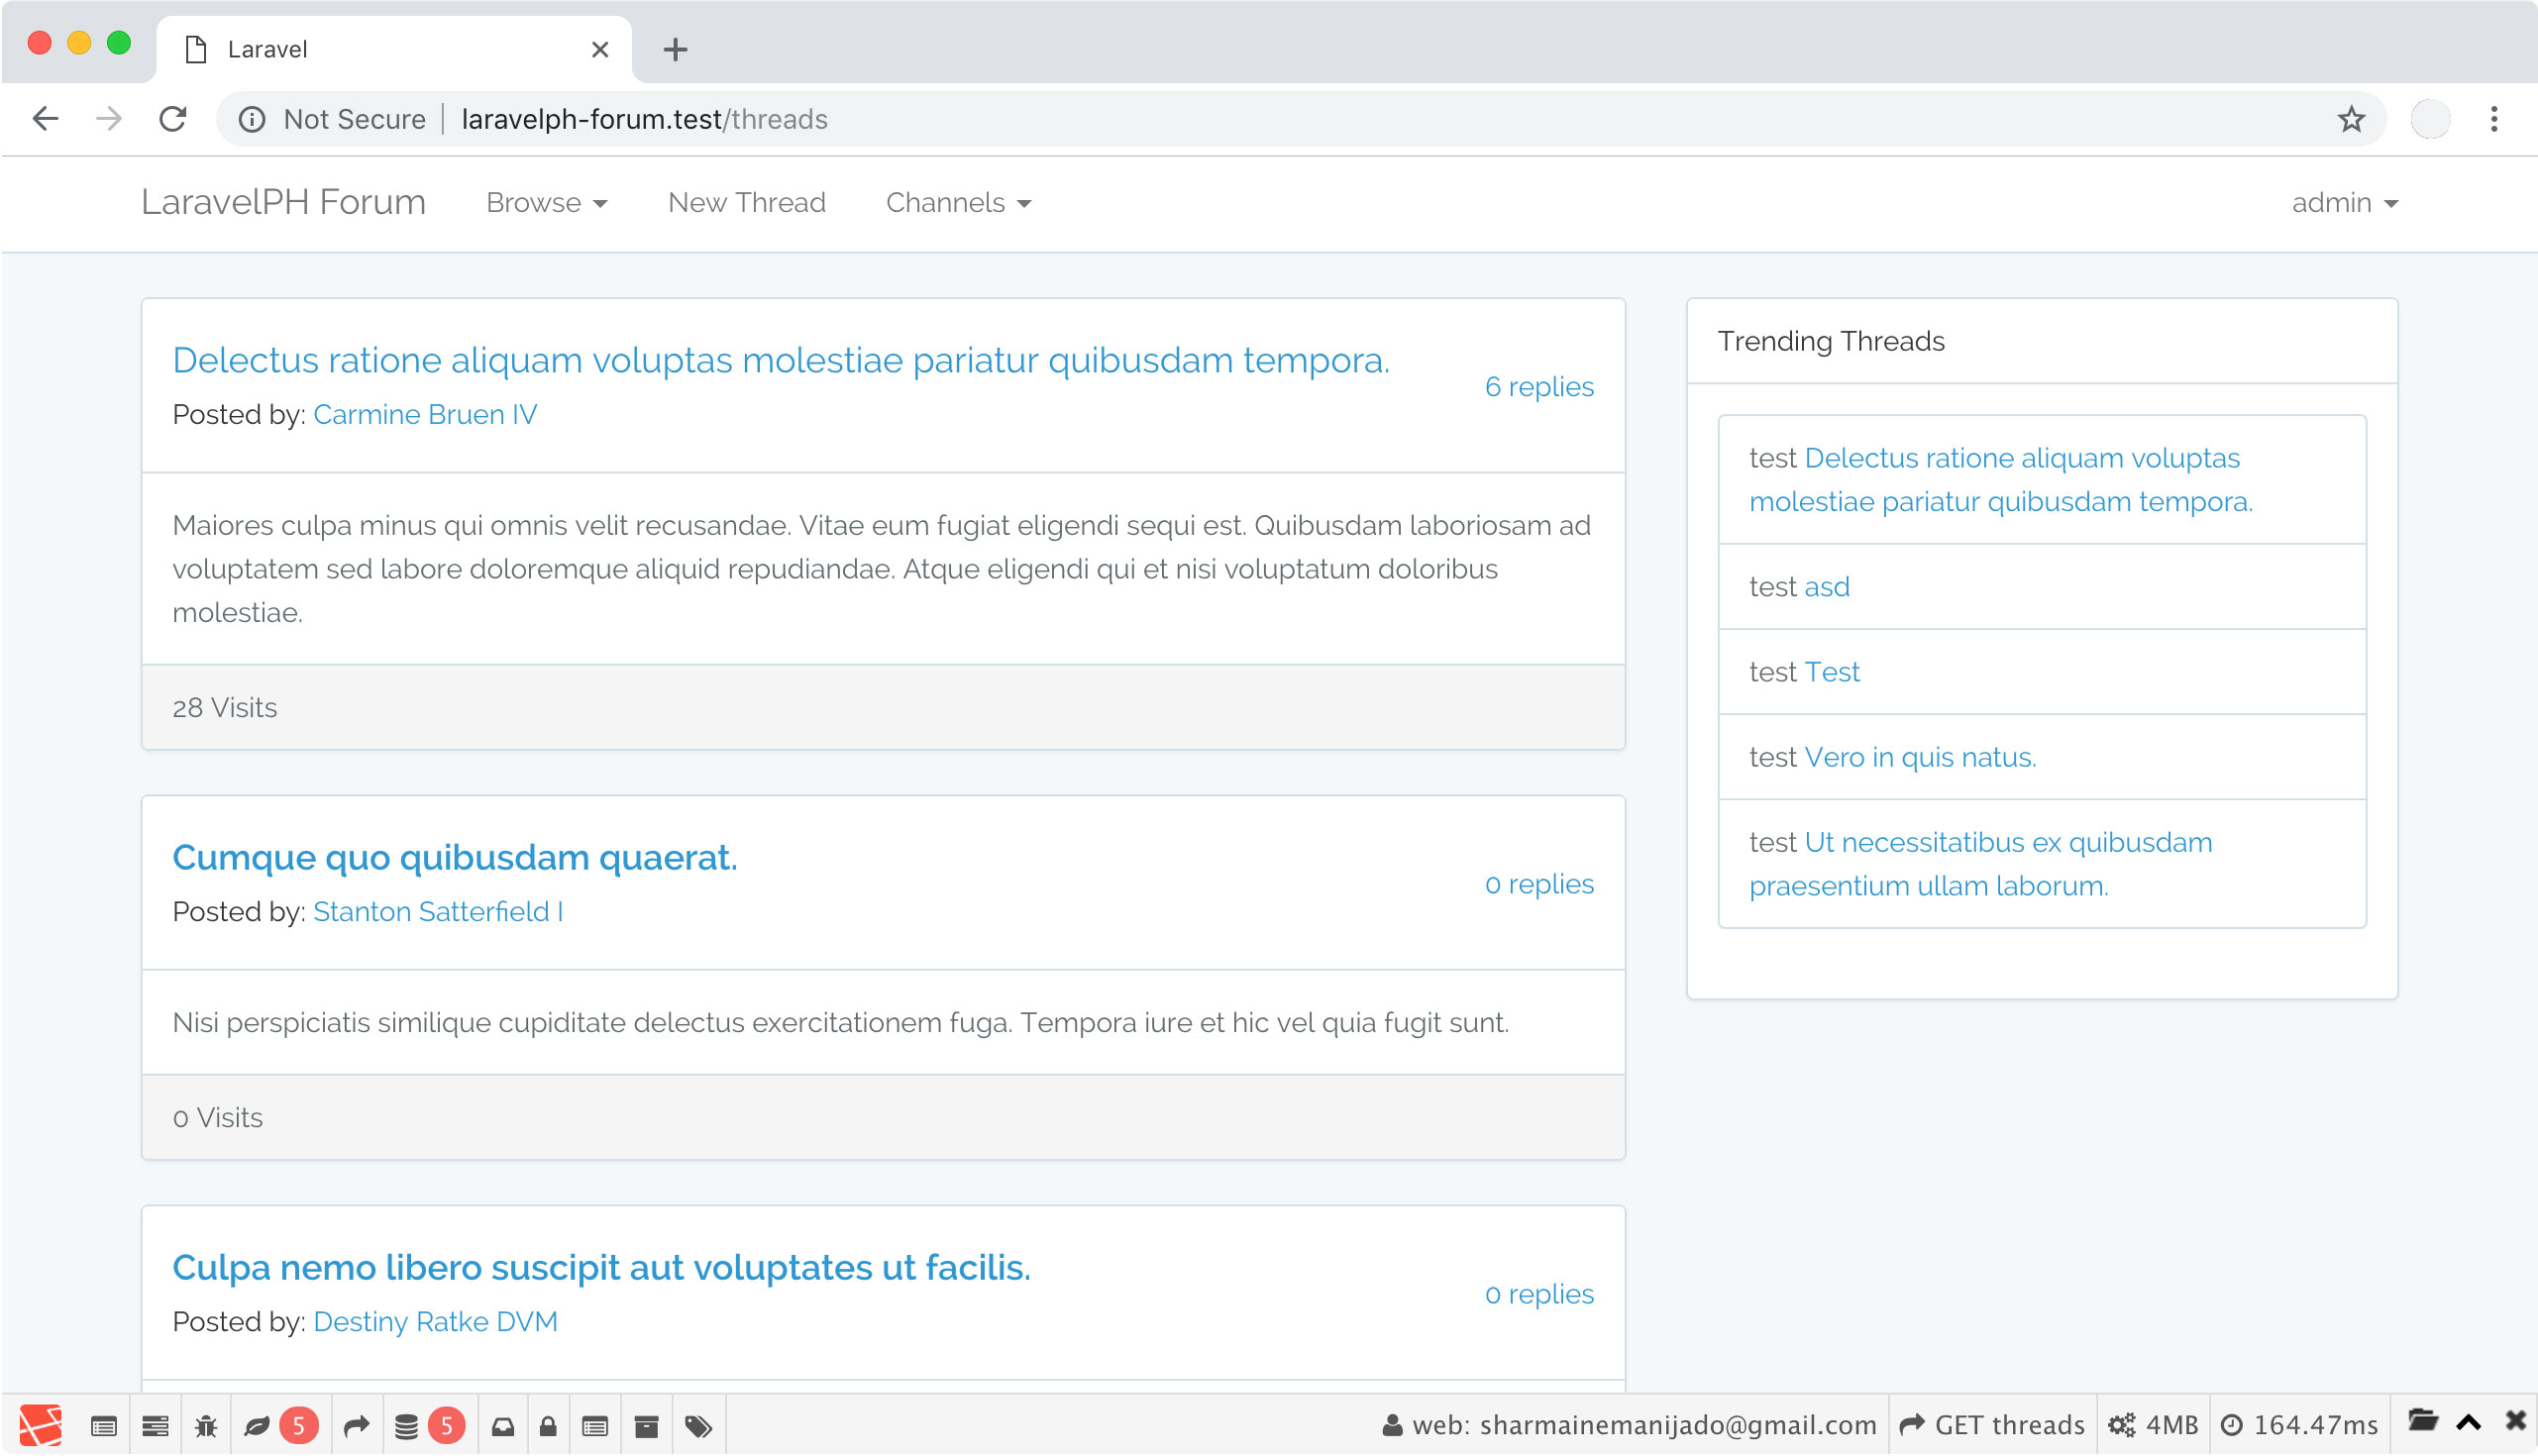 Laravel
Not Secure laravelph-forum.test/threads
LaravelPH Forum Browse New Thread Channels admin
Delectus ratione aliquam voluptas molestiae pariatur quibusdam tempora.
Posted by: Carmine Bruen IV
6 replies
Maiores culpa minus qui omnis velit recusandae. Vitae eum fugiat eligendi sequi est. Quibusdam laboriosam ad
voluptatem sed labore doloremque aliquid repudiandae. Atque eligendi qui et nisi voluptatum doloribus
molestiae.
28 Visits
Cumque quo quibusdam quaerat.
Posted by: Stanton Satterfield I
0 replies
Nisi perspiciatis similique cupiditate delectus exercitationem fuga. Tempora iure et hic vel quia fugit sunt.
0 Visits
Culpa nemo libero suscipit aut voluptates ut facilis.
Posted by: Destiny Ratke DVM
0 replies
Trending Threads
test Delectus ratione aliquam voluptas
molestiae pariatur quibusdam tempora.
test asd
test Test
test Vero in quis natus.
test Ut necessitatibus ex quibusdam
praesentium ullam laborum.
5 5 web: sharmainemanijado@gmail.com GET threads 4MB 164.47ms